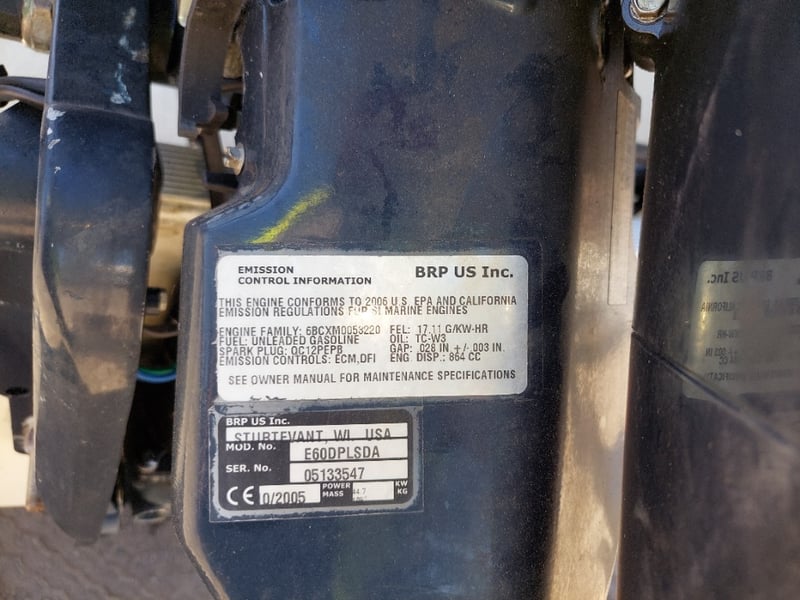 EMISSION
CONTROL INFORMATION
BRP US Inc.
THIS ENGINE CONFORMS TO 2006 U.S. EPA AND CALIFORNIA
EMISSION REGULATIONS FOR SI MARINE ENGINES
ENGINE FAMILY: 6BCXM0053220 FEL: 17.11 G/KW-HR
FUEL: UNLEADED GASOLINE OIL: TC-W3
SPARK PLUG: QC12PEPB GAP: .028 IN .+/-.003 IN.
EMISSION CONTROLS: ECM,DFI ENG. DISP.: 864 CC
SEE OWNER MANUAL FOR MAINTENANCE SPECIFICATIONS
BRP US Inc.
STURTEVANT, WI, USA
MOD. No. E60DPLSDA
SER. No. 05133547
CE 0/2005 POWER 44.7 KW
MASS KG